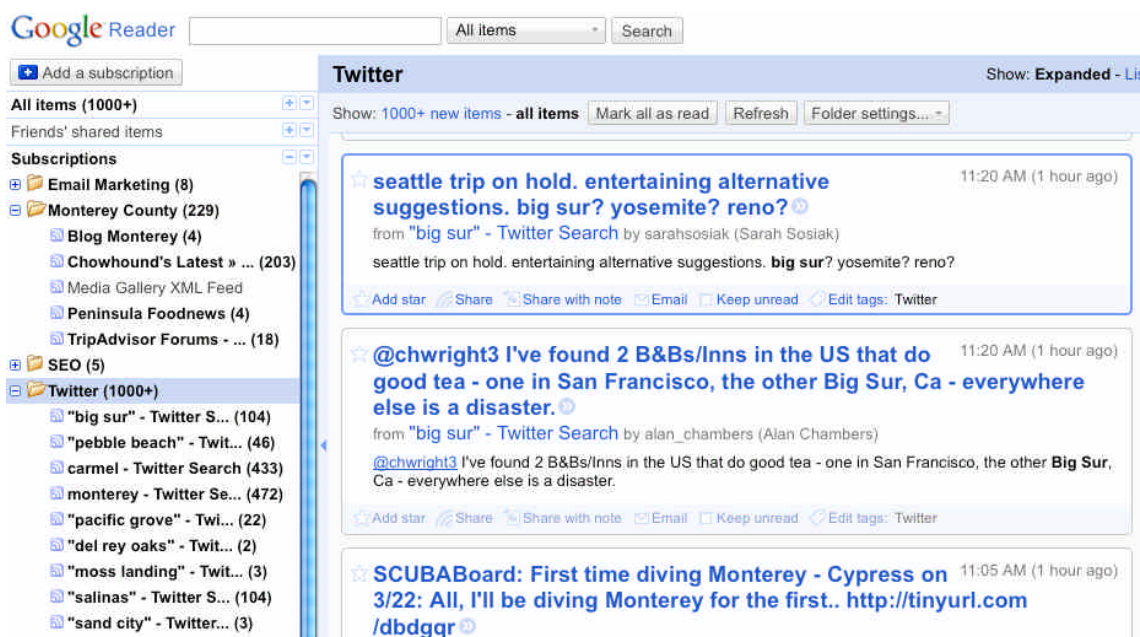 Google Reader
All items
Search
Add a subscription
All items (1000+)
Friends' shared items
Subscriptions
Email Marketing (8)
Monterey County (229)
Blog Monterey (4)
Chowhound's Latest » ... (203)
Media Gallery XML Feed
Peninsula Foodnews (4)
TripAdvisor Forums - ... (18)
SEO (5)
Twitter (1000+)
"big sur" - Twitter S... (104)
"pebble beach" - Twit... (46)
carmel - Twitter Search (433)
monterey - Twitter Se... (472)
"pacific grove" - Twi... (22)
"del rey oaks" - Twit... (2)
"moss landing" - Twit... (3)
"salinas" - Twitter S... (104)
"sand city" - Twitter... (3)
Twitter
Show: Expanded - Li
Show: 1000+ new items - all items Mark all as read Refresh Folder settings...
seattle trip on hold. entertaining alternative
suggestions. big sur? yosemite? reno?
11:20 AM (1 hour ago)
from "big sur" - Twitter Search by sarahsosiak (Sarah Sosiak)
seattle trip on hold. entertaining alternative suggestions. big sur? yosemite? reno?
Add star Share Share with note Email Keep unread Edit tags: Twitter
@chwright3 I've found 2 B&Bs/Inns in the US that do
good tea - one in San Francisco, the other Big Sur, Ca - everywhere
else is a disaster.
11:20 AM (1 hour ago)
from "big sur" - Twitter Search by alan_chambers (Alan Chambers)
@chwright3 I've found 2 B&Bs/Inns in the US that do good tea - one in San Francisco, the other Big Sur,
Ca - everywhere else is a disaster.
Add star Share Share with note Email Keep unread Edit tags: Twitter
SCUBABoard: First time diving Monterey - Cypress on
3/22: All, I'll be diving Monterey for the first.. http://tinyurl.com
/dbdgqr
11:05 AM (1 hour ago)